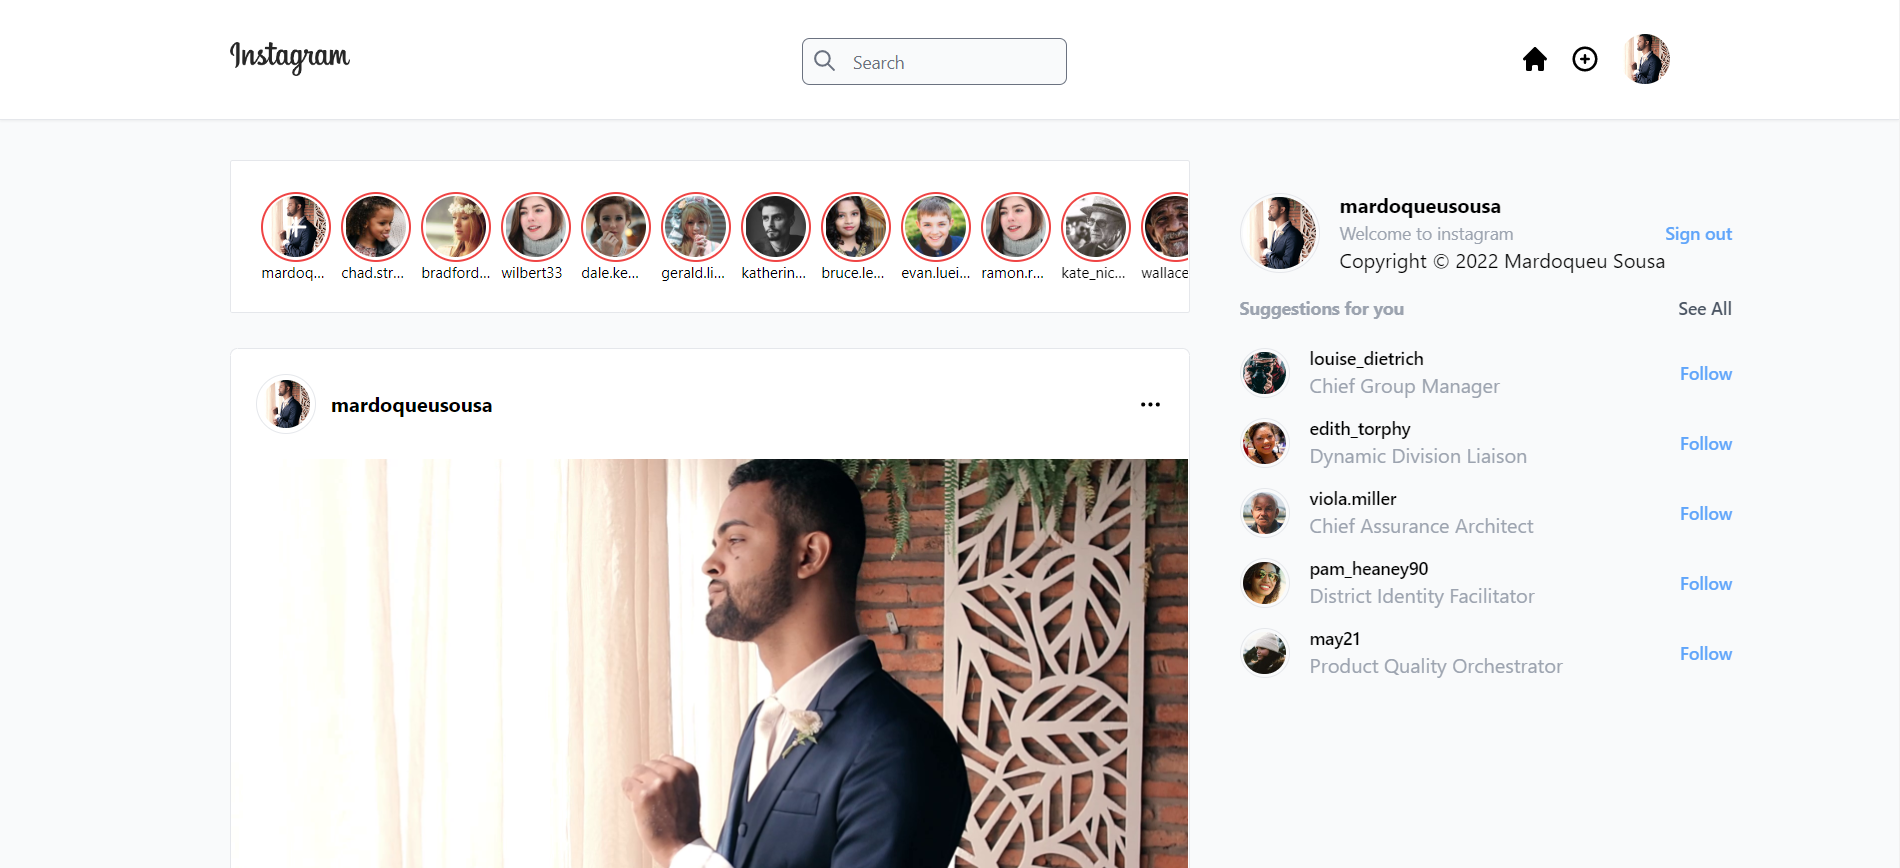 Instagram
Search
mardoq...
chad.str...
bradford...
wilbert33
dale.ke...
gerald.li...
katherin...
bruce.le...
evan.luei...
ramon.r...
kate_nic...
wallace
mardoqueusousa
mardoqueusousa
Welcome to instagram
Sign out
Copyright © 2022 Mardoqueu Sousa
Suggestions for you
See All
louise_dietrich
Chief Group Manager
Follow
edith_torphy
Dynamic Division Liaison
Follow
viola.miller
Chief Assurance Architect
Follow
pam_heaney90
District Identity Facilitator
Follow
may21
Product Quality Orchestrator
Follow